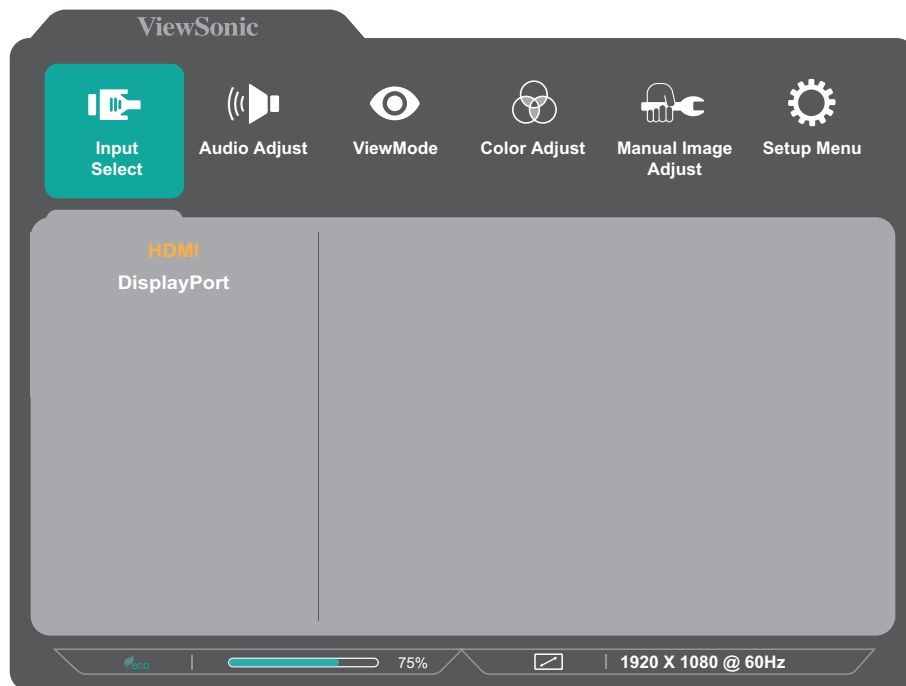 ViewSonic
Input
Select
Audio Adjust
ViewMode
Color Adjust
Manual Image
Adjust
Setup Menu
HDMI
DisplayPort
ECO
75%
1920 X 1080 @ 60Hz